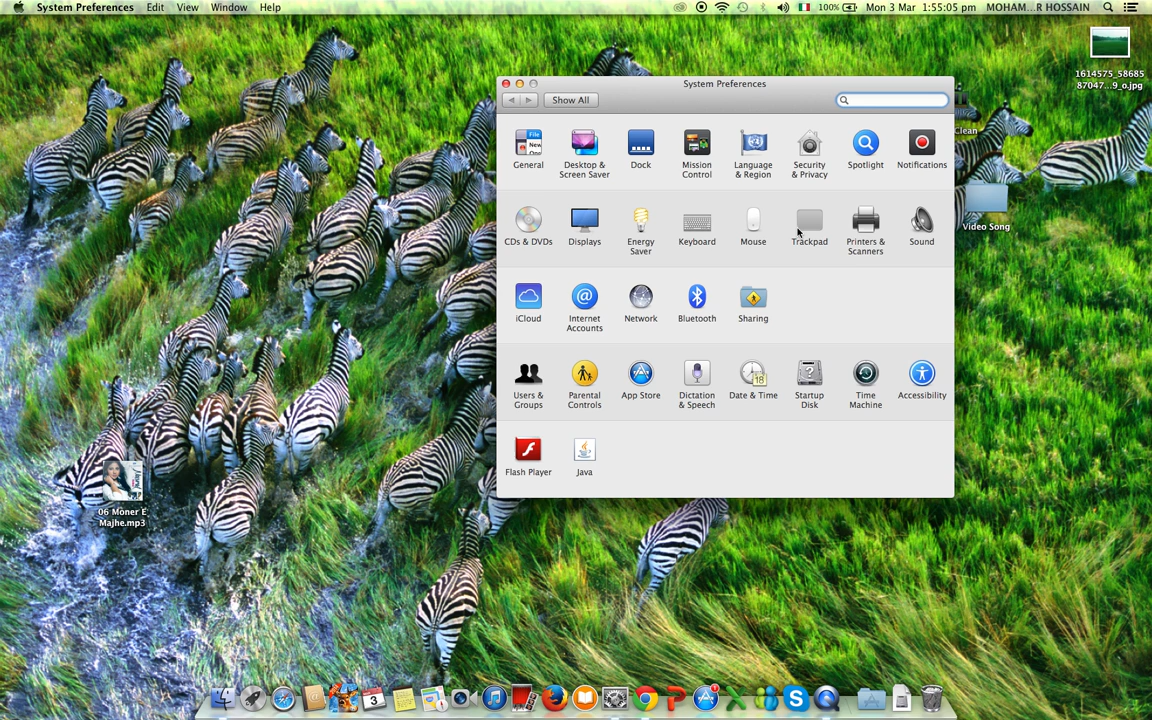 System Preferences Edit View Window Help
100% Mon 3 Mar 1:55:05 pm MOHAM...R HOSSAIN
1614575_58685
87047...9_o.jpg
Clean
Video Song
06 Moner E
Majhe.mp3
System Preferences
Show All
General
Desktop &
Screen Saver
Dock
Mission
Control
Language
& Region
Security
& Privacy
Spotlight
Notifications
CDs & DVDs
Displays
Energy
Saver
Keyboard
Mouse
Trackpad
Printers &
Scanners
Sound
iCloud
Internet
Accounts
Network
Bluetooth
Sharing
Users &
Groups
Parental
Controls
App Store
Dictation
& Speech
Date & Time
Startup
Disk
Time
Machine
Accessibility
Flash Player
Java